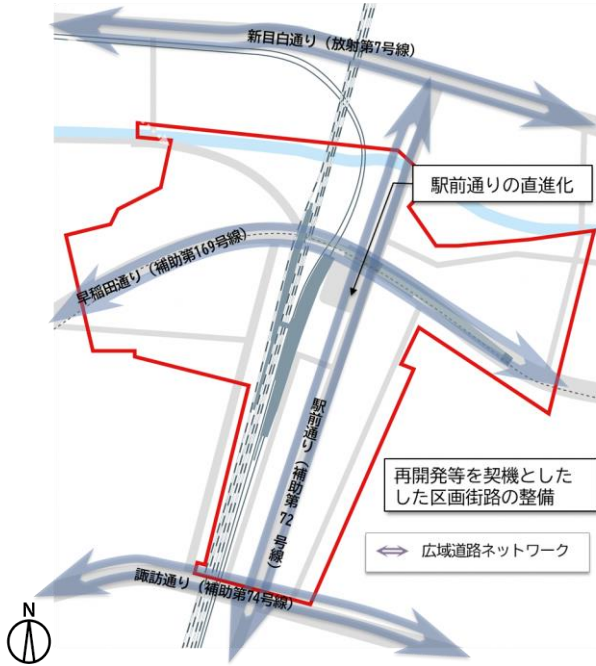 新目白通り（放射第7号線）
駅前通りの直進化
早稲田通り（補助第169号線）
駅前通り（補助第 72 号線）
再開発等を契機とした
した区画街路の整備
広域道路ネットワーク
諏訪通り（補助第74号線）
N